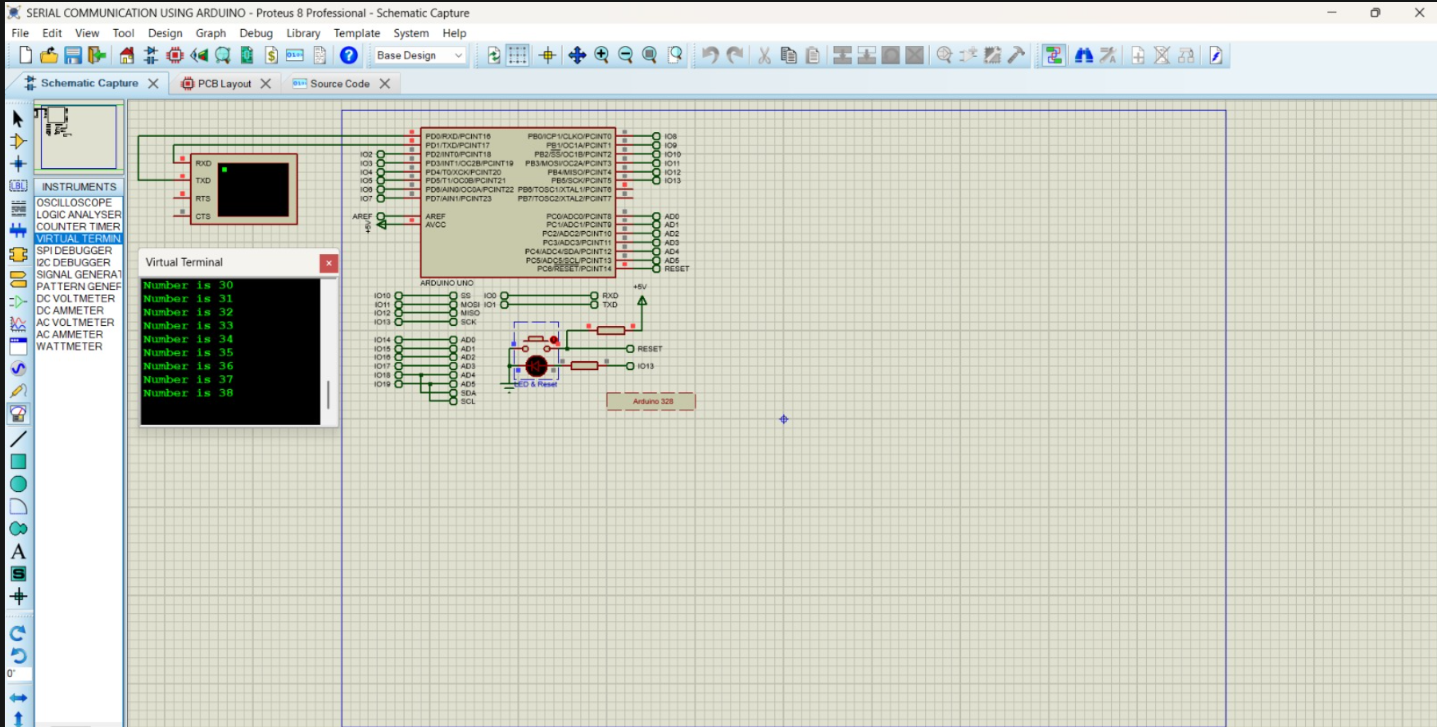 SERIAL COMMUNICATION USING ARDUINO - Proteus 8 Professional - Schematic Capture
File Edit View Tool Design Graph Debug Library Template System Help
Base Design
Schematic Capture PCB Layout Source Code
INSTRUMENTS
OSCILLOSCOPE
LOGIC ANALYSER
COUNTER TIMER
VIRTUAL TERMIN
SPI DEBUGGER
I2C DEBUGGER
SIGNAL GENERAT
PATTERN GENEF
DC VOLTMETER
DC AMMETER
AC VOLTMETER
AC AMMETER
WATTMETER
LBL
A
S
0°
RXD
TXD
RTS
CTS
Virtual Terminal
Number is 30
Number is 31
Number is 32
Number is 33
Number is 34
Number is 35
Number is 36
Number is 37
Number is 38
IO2
IO3
IO4
IO5
IO6
IO7
AREF
+5V
PD0/RXD/PCINT16
PD1/TXD/PCINT17
PD2/INT0/PCINT18
PD3/INT1/OC2B/PCINT19
PD4/T0/XCK/PCINT20
PD5/T1/OC0B/PCINT21
PD6/AIN0/OC0A/PCINT22
PD7/AIN1/PCINT23
AREF
AVCC
PB0/ICP1/CLKO/PCINT0
PB1/OC1A/PCINT1
PB2/SS/OC1B/PCINT2
PB3/MOSI/OC2A/PCINT3
PB4/MISO/PCINT4
PB5/SCK/PCINT5
PB6/TOSC1/XTAL1/PCINT6
PB7/TOSC2/XTAL2/PCINT7
PC0/ADC0/PCINT8
PC1/ADC1/PCINT9
PC2/ADC2/PCINT10
PC3/ADC3/PCINT11
PC4/ADC4/SDA/PCINT12
PC5/ADC5/SCL/PCINT13
PC6/RESET/PCINT14
IO8
IO9
IO10
IO11
IO12
IO13
AD0
AD1
AD2
AD3
AD4
AD5
RESET
ARDUINO UNO
IO10 SS
IO11 MOSI
IO12 MISO
IO13 SCK
IO0 RXD
IO1 TXD
IO14 AD0
IO15 AD1
IO16 AD2
IO17 AD3
IO18 AD4
IO19 AD5
SDA
SCL
+5V
RESET
IO13
LED & Reset
Arduino 328